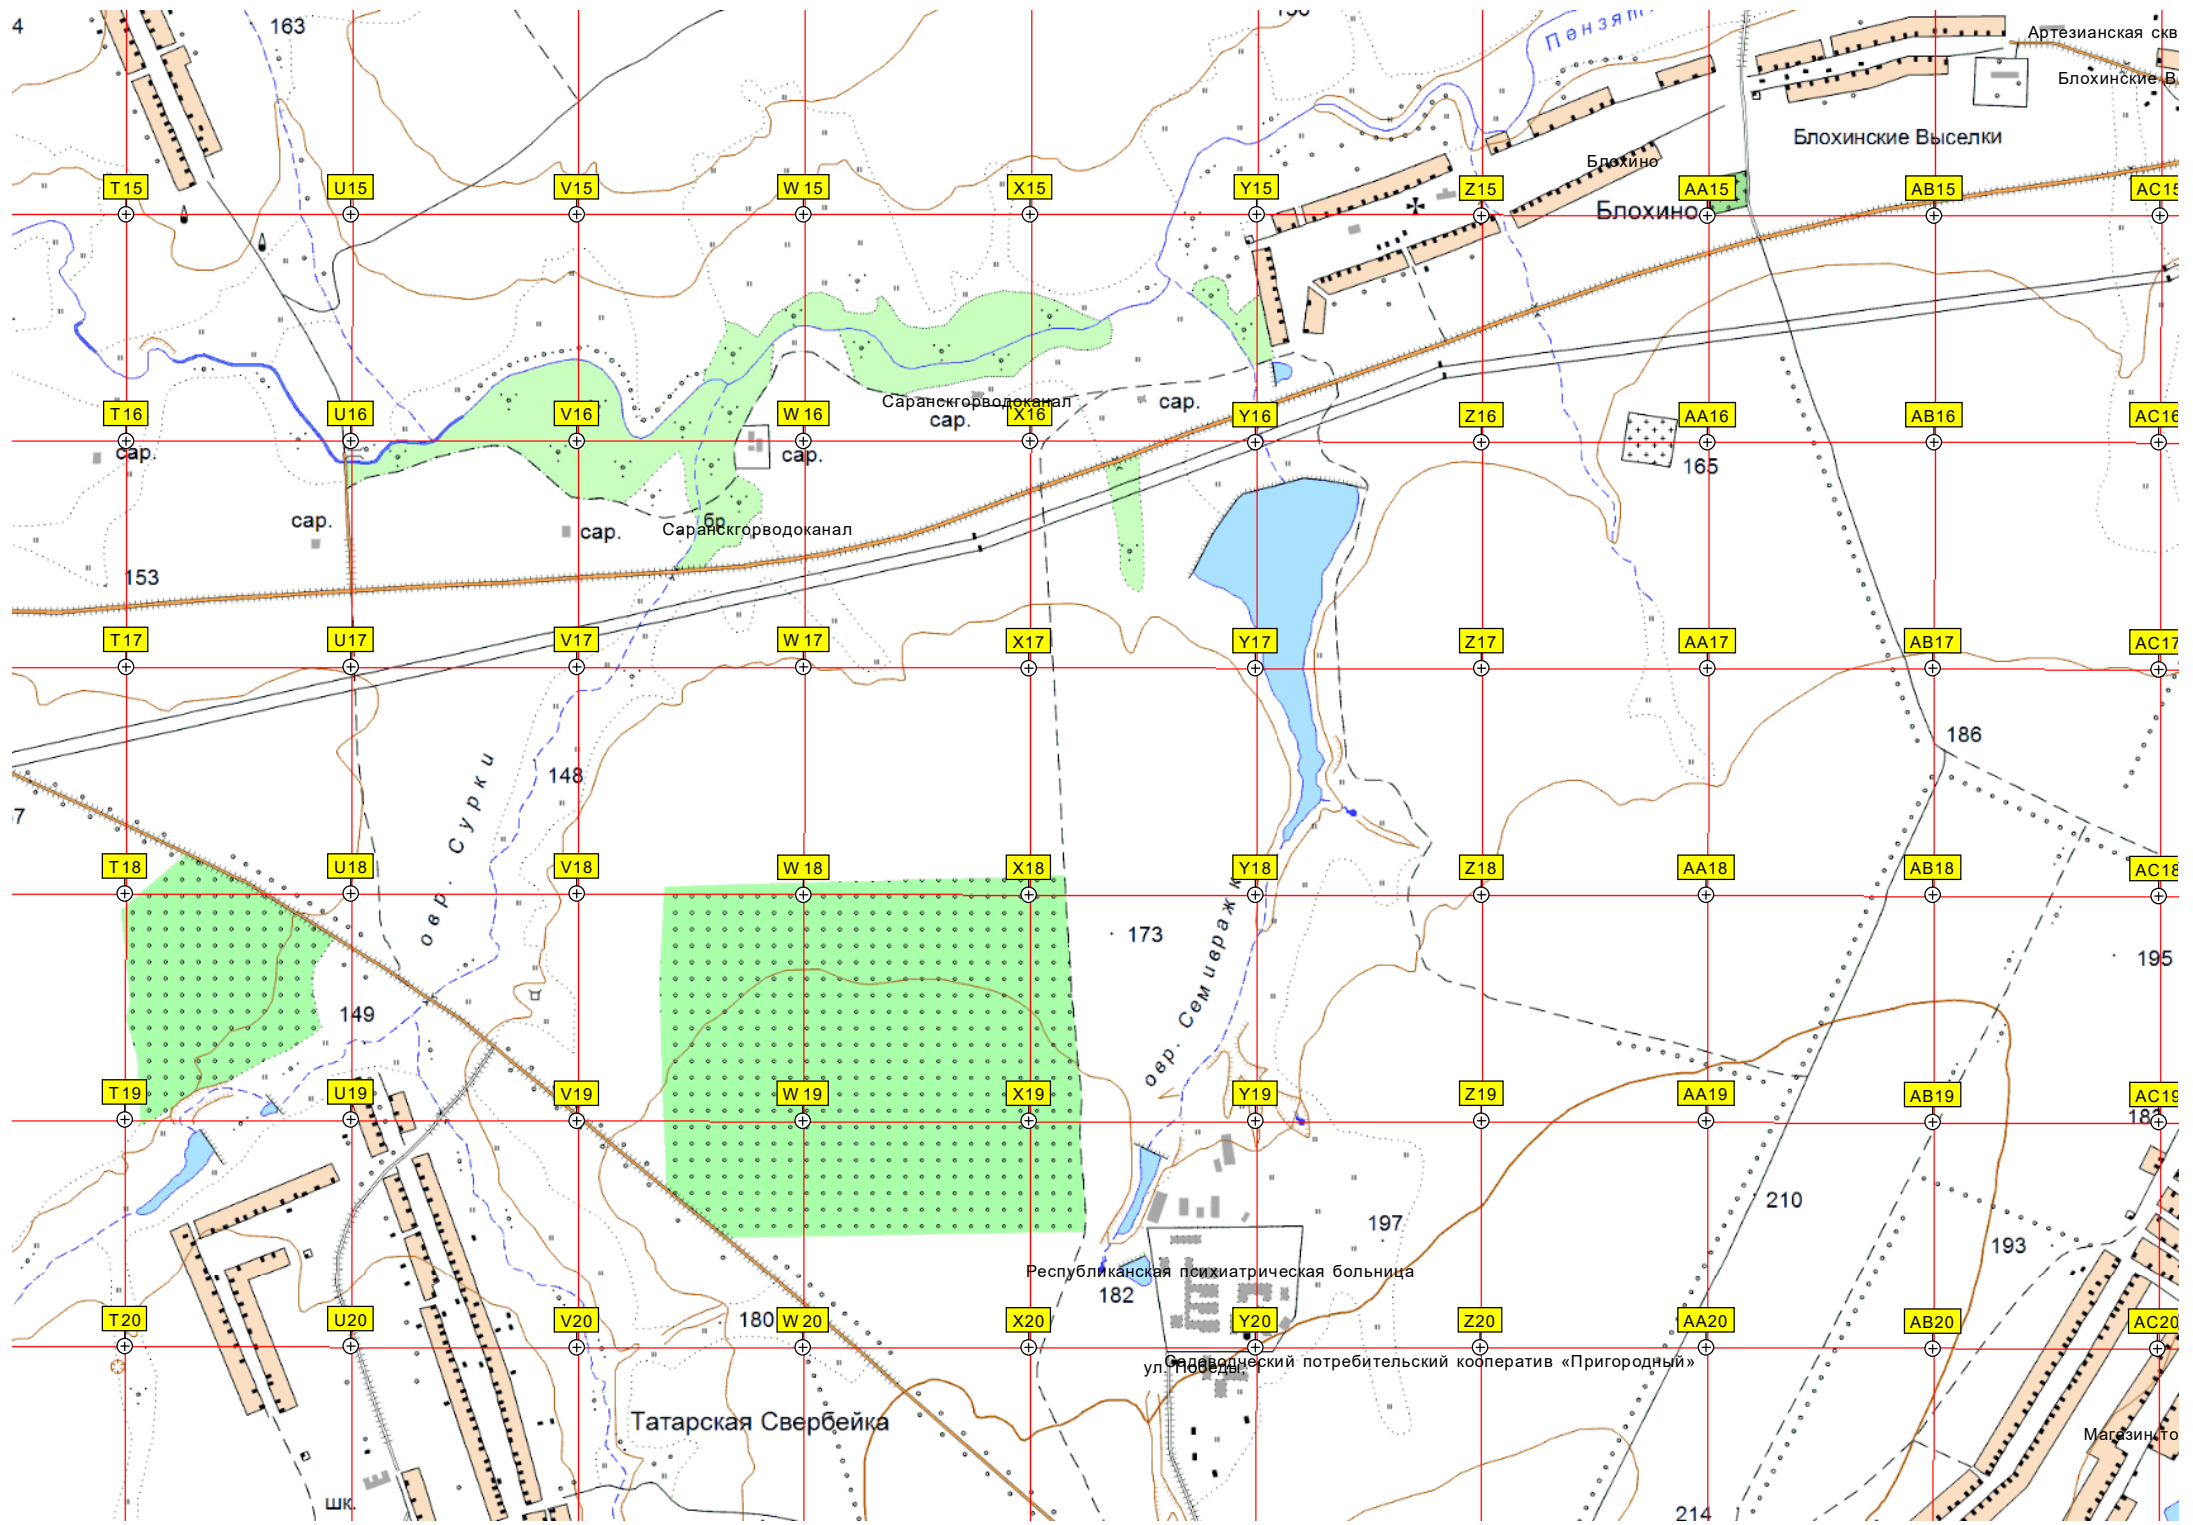 4
163
Пензят
Артезианская скв
Блохинские В
Блохинские Выселки
Блохино
T15
U15
V15
W15
X15
Y15
Z15
AA15
AB15
AC15
Блохино
Саранскгорводоканал
сар.
сар.
T16
U16
V16
W16
X16
Y16
Z16
AA16
AB16
AC16
сар.
сар.
165
сар.
сар.
бр.
Саранскгорводоканал
153
T17
U17
V17
W17
X17
Y17
Z17
AA17
AB17
AC17
186
148
овр. Сурки
T18
U18
V18
W18
X18
Y18
Z18
AA18
AB18
AC18
173
195
овр. Семивражк
149
T19
U19
V19
W19
X19
Y19
Z19
AA19
AB19
AC19
210
197
193
Республиканская психиатрическая больница
182
T20
U20
V20
180
W20
X20
Y20
Z20
AA20
AB20
AC20
Садоводческий потребительский кооператив «Пригородный»
ул. Победы, 1
Татарская Свербейка
Магазин то
шк.
214